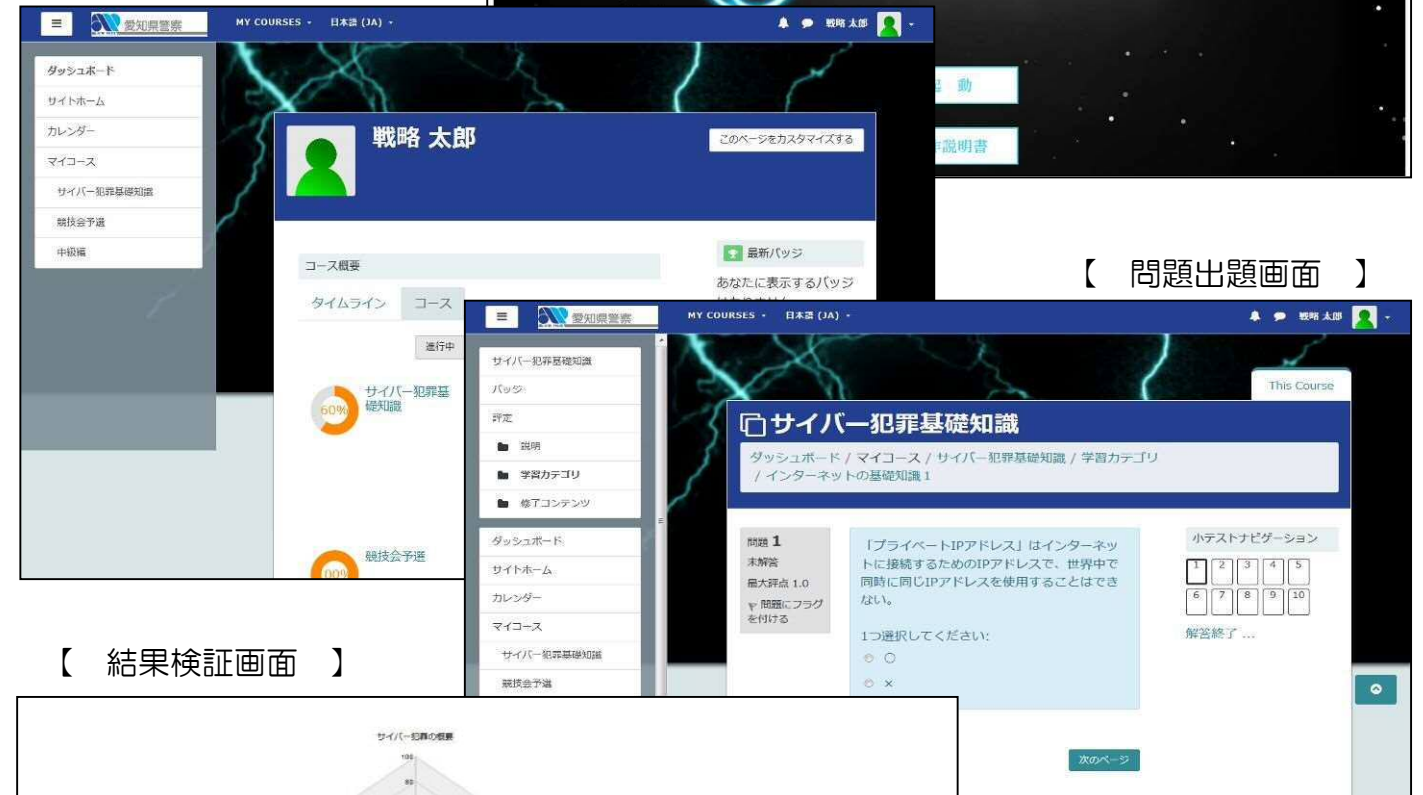 MY COURSES
日本語 (JA)
戦略 太郎
愛知県警察
ダッシュボード
サイトホーム
カレンダー
マイコース
サイバー犯罪基礎知識
競技会予選
中級編
戦略 太郎
このページをカスタマイズする
コース概要
タイムライン
コース
進行中
60%
サイバー犯罪基
礎知識
競技会予選
最新バッジ
あなたに表示するバッジ
動
説明書
【 問題出題画面 】
愛知県警察
MY COURSES
日本語 (JA)
戦略 太郎
サイバー犯罪基礎知識
バッジ
評定
説明
学習カテゴリ
修了コンテンツ
ダッシュボード
サイトホーム
カレンダー
マイコース
サイバー犯罪基礎知識
競技会予選
This Course
サイバー犯罪基礎知識
ダッシュボード / マイコース / サイバー犯罪基礎知識 / 学習カテゴリ
/ インターネットの基礎知識1
問題 1
未解答
最大評点 1.0
問題にフラグ
を付ける
「プライベートIPアドレス」はインターネッ
トに接続するためのIPアドレスで、世界中で
同時に同じIPアドレスを使用することはでき
ない。
1つ選択してください:
○
×
小テストナビゲーション
1 2 3 4 5
6 7 8 9 10
解答終了 ...
次のページ
【 結果検証画面 】
サイバー犯罪の概要
100
80